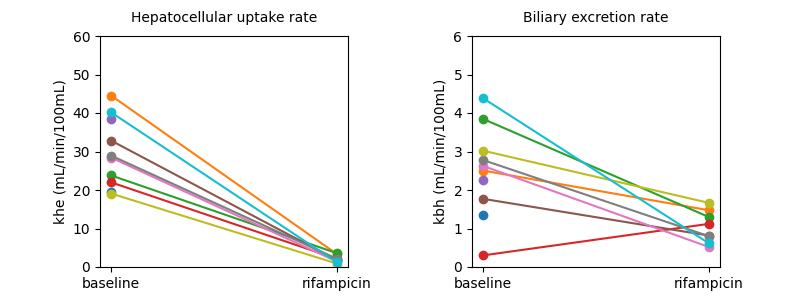 Hepatocellular uptake rate
khe (mL/min/100mL)
60
50
40
30
20
10
0
baseline
rifampicin
Biliary excretion rate
kbh (mL/min/100mL)
6
5
4
3
2
1
0
baseline
rifampicin